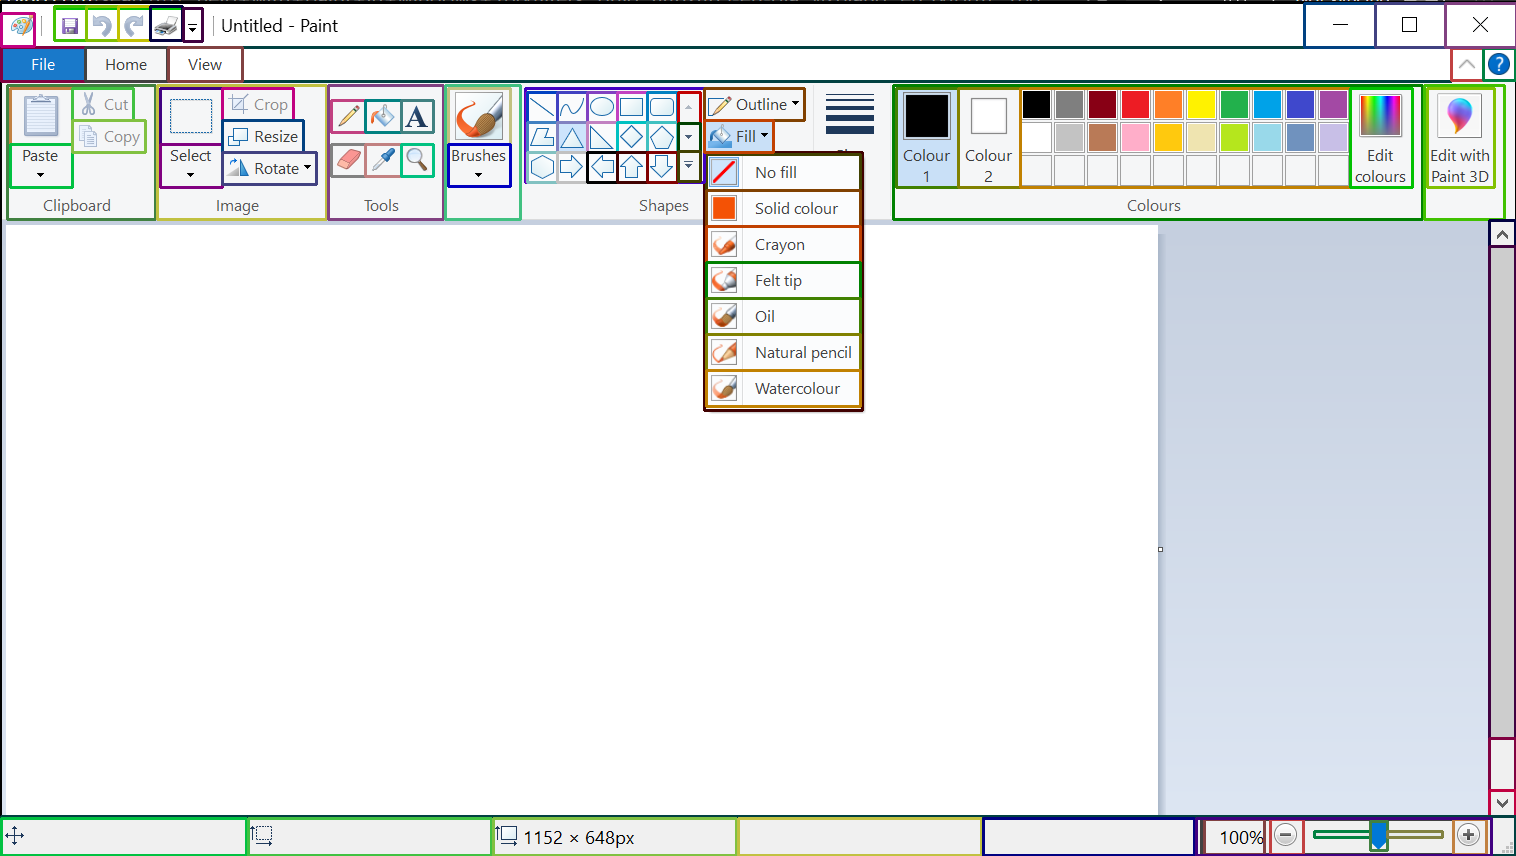 Untitled - Paint
File
Home
View
Cut
Copy
Paste
Clipboard
Crop
Resize
Rotate
Select
Image
A
Tools
Brushes
Shapes
Outline
Fill
No fill
Solid colour
Crayon
Felt tip
Oil
Natural pencil
Watercolour
Colour
1
Colour
2
Edit
colours
Colours
Edit with
Paint 3D
1152 × 648px
100%